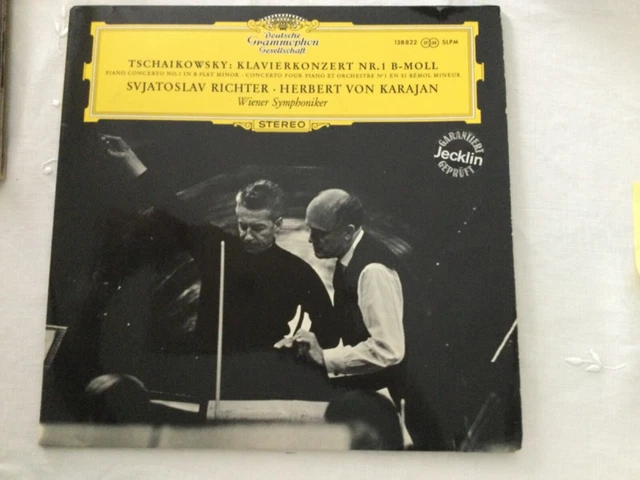 Deutsche
Grammophon
Gesellschaft
138822 SLPM
TSCHAIKOWSKY: KLAVIERKONZERT NR. 1 B-MOLL
PIANO CONCERTO NO. 1 IN B FLAT MINOR · CONCERTO POUR PIANO ET ORCHESTRE N° 1 EN SI BÉMOL MINEUR
SVJATOSLAV RICHTER · HERBERT VON KARAJAN
Wiener Symphoniker
STEREO
GARANTIERT
Jecklin
GEPRÜFT